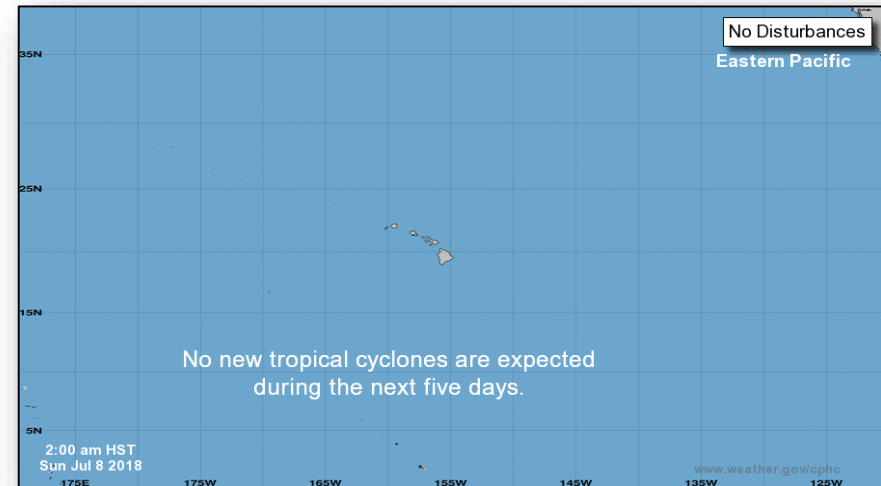 No Disturbances
35N
Eastern Pacific
25N
15N
No new tropical cyclones are expected
during the next five days.
5N
2:00 am HST
Sun Jul 8 2018
www.weather.gov/cphc
175E
175W
165W
155W
145W
135W
125W